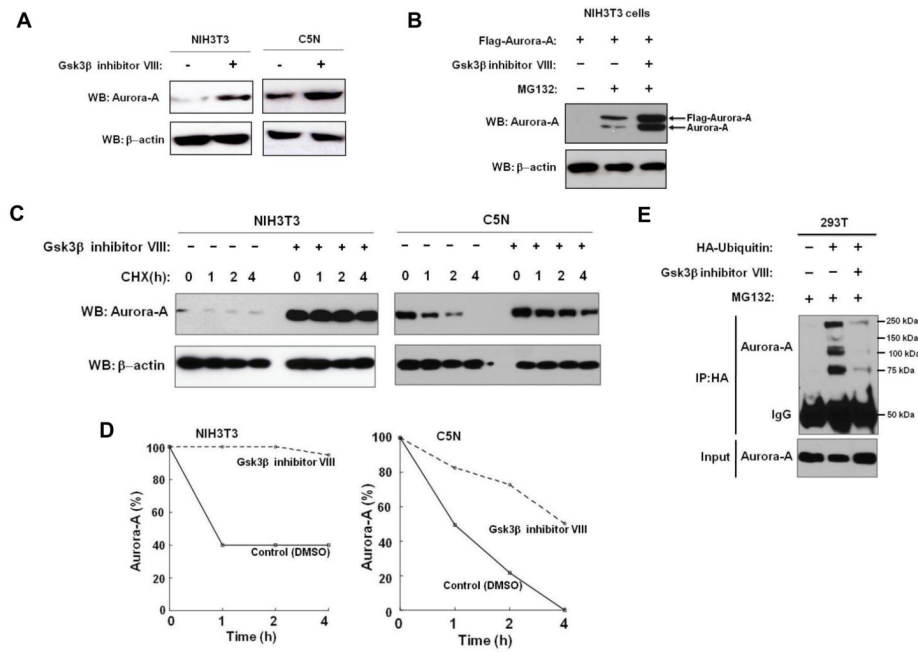 A
NIH3T3 C5N
Gsk3β inhibitor VIII: - + - +
WB: Aurora-A
WB: β–actin
B
NIH3T3 cells
Flag-Aurora-A: + + +
Gsk3β inhibitor VIII: – – +
MG132: – + +
WB: Aurora-A
Flag-Aurora-A
Aurora-A
WB: β–actin
C
NIH3T3 C5N
Gsk3β inhibitor VIII: – – – – + + + + – – – – + + + +
CHX(h) 0 1 2 4 0 1 2 4 0 1 2 4 0 1 2 4
WB: Aurora-A
WB: β–actin
D
NIH3T3
Aurora-A (%)
100
80
60
40
20
0
Gsk3β inhibitor VIII
Control (DMSO)
0 1 2 4
Time (h)
C5N
Aurora-A (%)
100
80
60
40
20
0
Gsk3β inhibitor VIII
Control (DMSO)
0 1 2 4
Time (h)
E
293T
HA-Ubiquitin: – + +
Gsk3β inhibitor VIII: – – +
MG132: + + +
IP:HA
Aurora-A
IgG
250 kDa
150 kDa
100 kDa
75 kDa
50 kDa
Input Aurora-A